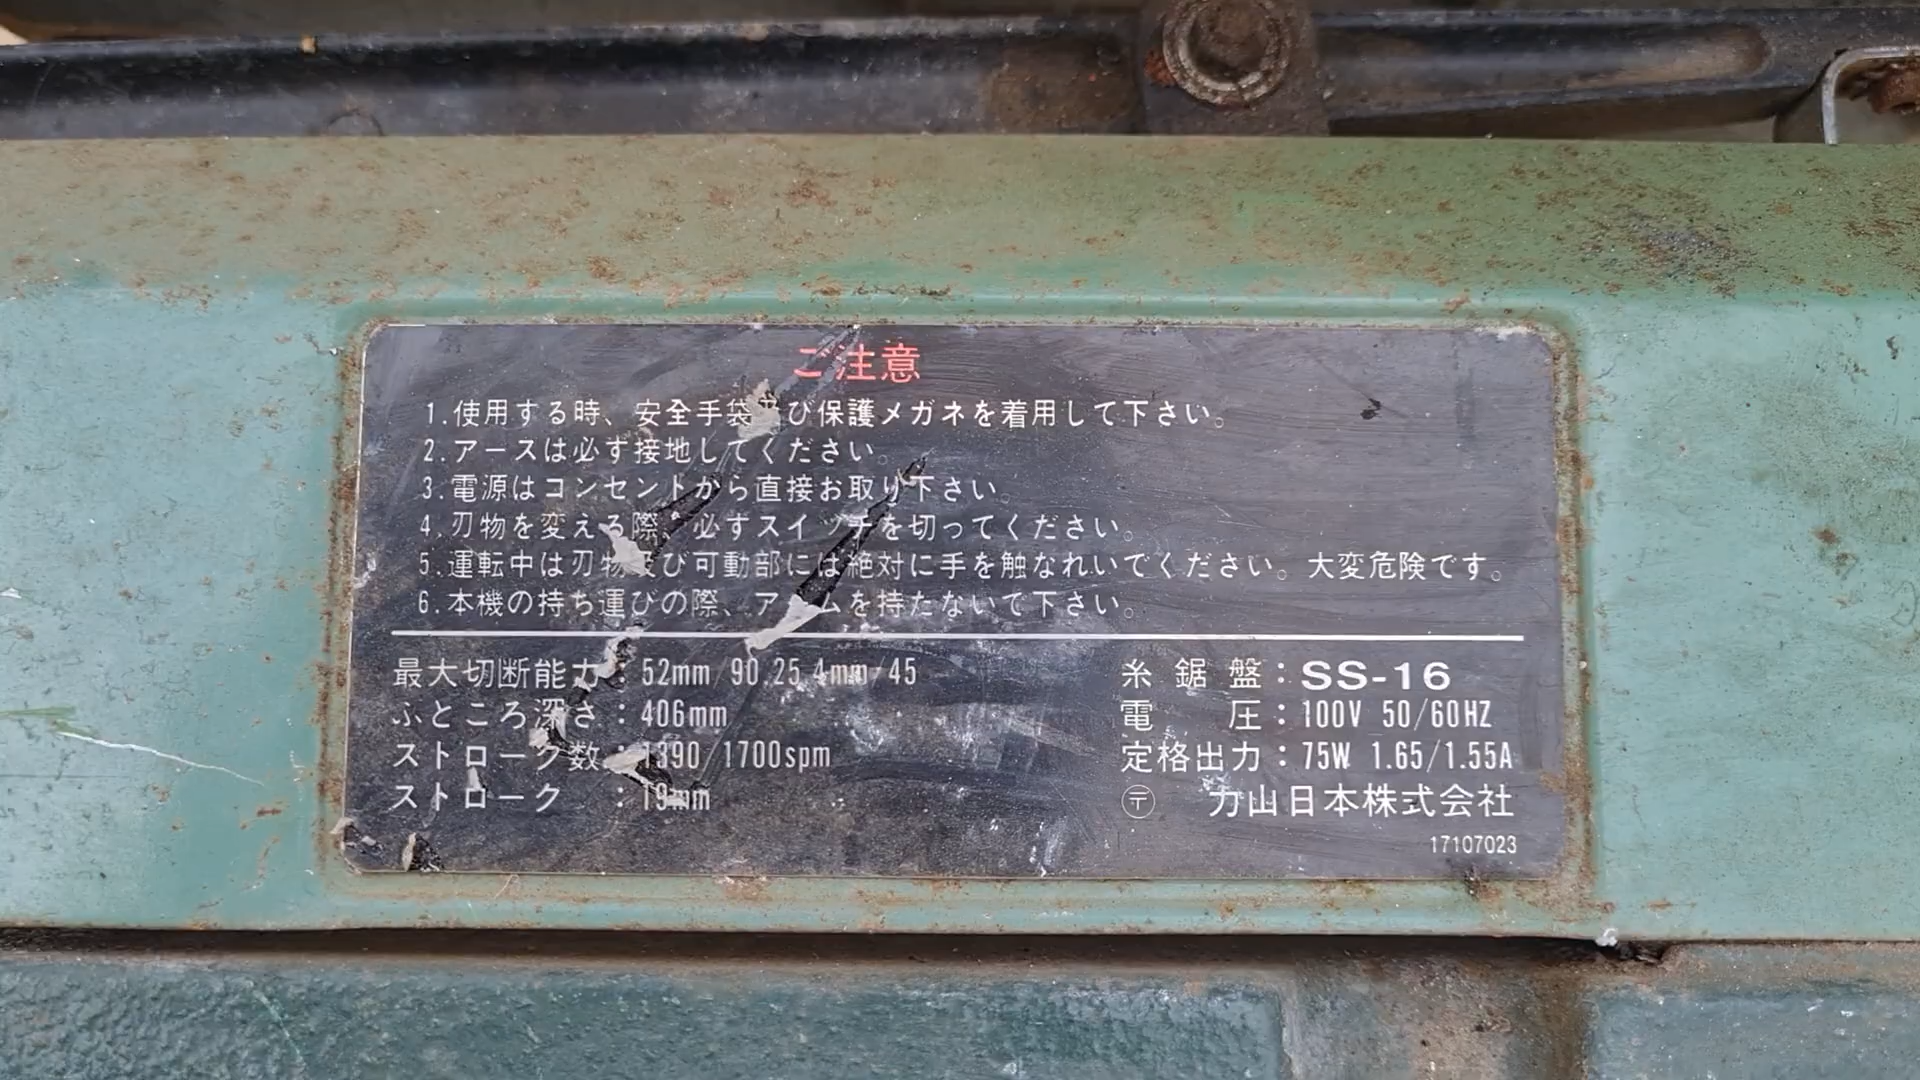 ご注意
1.使用する時、安全手袋及び保護メガネを着用して下さい。
2.アースは必ず接地してください。
3.電源はコンセントから直接お取り下さい。
4.刃物を変える際、必ずスイッチを切ってください。
5.運転中は刃物及び可動部には絶対に手を触なれいでください。大変危険です。
6.本機の持ち運びの際、アームを持たないで下さい。
最大切断能力:52mm/90.25.4mm/45
ふところ深さ:406mm
ストローク数:1390/1700spm
ストローク :19mm
糸鋸盤:SS-16
電圧:100V 50/60HZ
定格出力:75W 1.65/1.55A
〶 力山日本株式会社
17107023